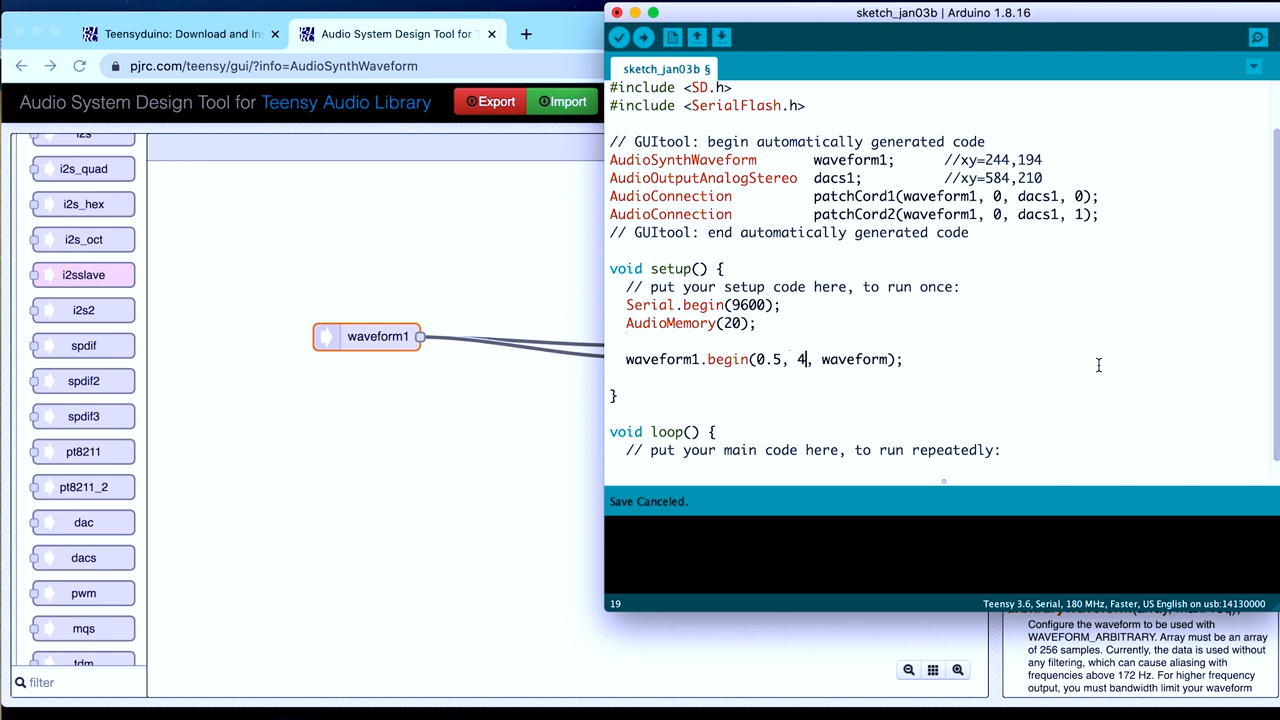 Teensyduino: Download and In
Audio System Design Tool for T
pjrc.com/teensy/gui/?info=AudioSynthWaveform
Audio System Design Tool for Teensy Audio Library
Export
Import
i2s
i2s_quad
i2s_hex
i2s_oct
i2sslave
i2s2
spdif
spdif2
spdif3
pt8211
pt8211_2
dac
dacs
pwm
mqs
tdm
filter
waveform1
sketch_jan03b | Arduino 1.8.16
sketch_jan03b §
#include <SD.h>
#include <SerialFlash.h>
// GUItool: begin automatically generated code
AudioSynthWaveform waveform1; //xy=244,194
AudioOutputAnalogStereo dacs1; //xy=584,210
AudioConnection patchCord1(waveform1, 0, dacs1, 0);
AudioConnection patchCord2(waveform1, 0, dacs1, 1);
// GUItool: end automatically generated code
void setup() {
// put your setup code here, to run once:
Serial.begin(9600);
AudioMemory(20);
waveform1.begin(0.5, 4, waveform);
}
void loop() {
// put your main code here, to run repeatedly:
Save Canceled.
19
Teensy 3.6, Serial, 180 MHz, Faster, US English on usb:14130000
Configure the waveform to be used with
WAVEFORM_ARBITRARY. Array must be an array
of 256 samples. Currently, the data is used without
any filtering, which can cause aliasing with
frequencies above 172 Hz. For higher frequency
output, you must bandwidth limit your waveform